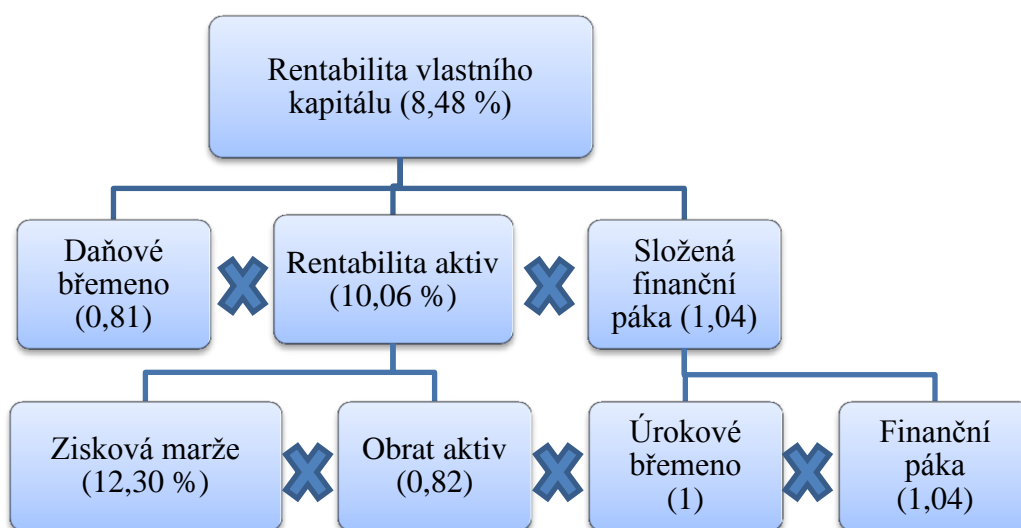 Rentabilita vlastního
kapitálu (8,48 %)
Daňové
břemeno
(0,81)
Rentabilita aktiv
(10,06 %)
Složená
finanční
páka (1,04)
Zisková marže
(12,30 %)
Obrat aktiv
(0,82)
Úrokové
břemeno
(1)
Finanční
páka
(1,04)